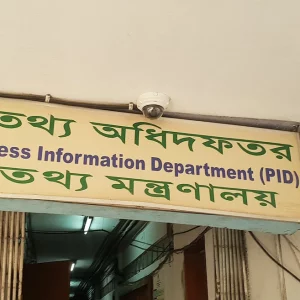 তথ্য অধিদফতর
ess Information Department (PID)
তথ্য মন্ত্রণালয়